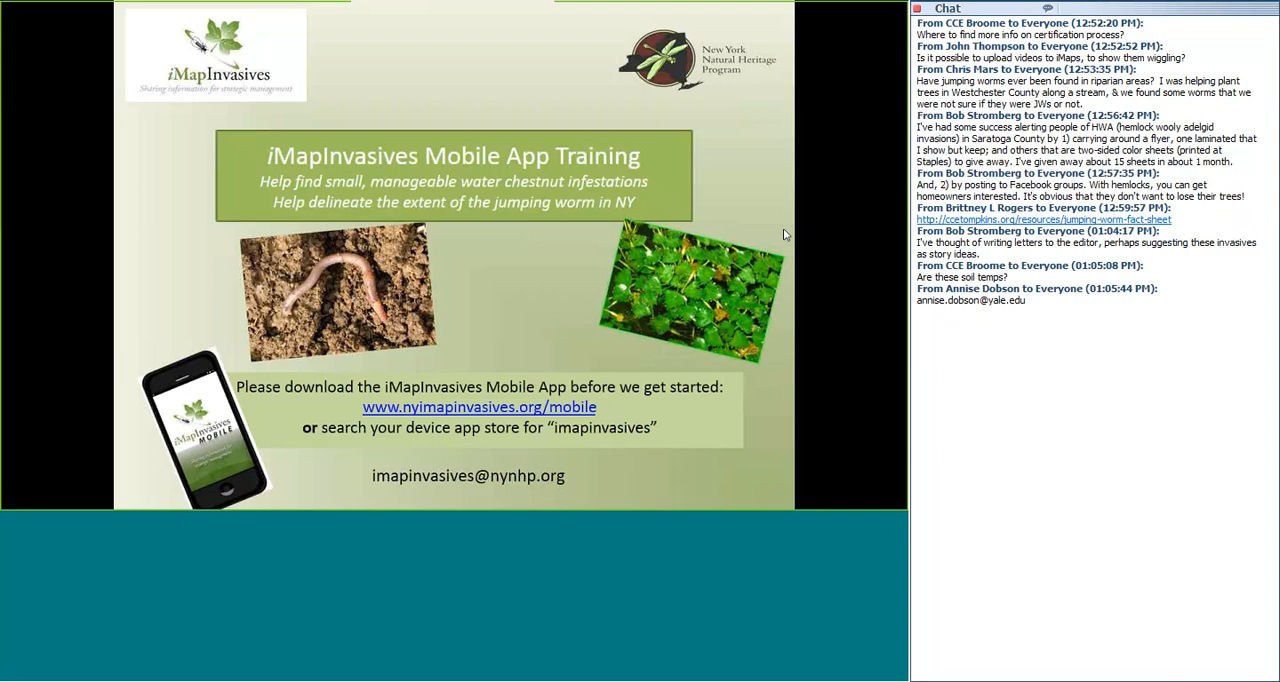 iMapInvasives
Sharing information for strategic management
New York
Natural Heritage
Program
iMapInvasives Mobile App Training
Help find small, manageable water chestnut infestations
Help delineate the extent of the jumping worm in NY
iMapInvasives
MOBILE
Please download the iMapInvasives Mobile App before we get started:
www.nyimapinvasives.org/mobile
or search your device app store for “imapinvasives”
imapinvasives@nynhp.org
Chat
From CCE Broome to Everyone (12:52:20 PM):
Where to find more info on certification process?
From John Thompson to Everyone (12:52:52 PM):
Is it possible to upload videos to iMaps, to show them wiggling?
From Chris Mars to Everyone (12:53:35 PM):
Have jumping worms ever been found in riparian areas?  I was helping plant
trees in Westchester County along a stream, & we found some worms that we
were not sure if they were JWs or not.
From Bob Stromberg to Everyone (12:56:42 PM):
I've had some success alerting people of HWA (hemlock wooly adelgid
invasions) in Saratoga County by 1) carrying around a flyer, one laminated that
I show but keep; and others that are two-sided color sheets (printed at
Staples) to give away. I've given away about 15 sheets in about 1 month.
From Bob Stromberg to Everyone (12:57:35 PM):
And, 2) by posting to Facebook groups. With hemlocks, you can get
homeowners interested. It's obvious that they don't want to lose their trees!
From Brittney L Rogers to Everyone (12:59:57 PM):
http://ccetompkins.org/resources/jumping-worm-fact-sheet
From Bob Stromberg to Everyone (01:04:17 PM):
I've thought of writing letters to the editor, perhaps suggesting these invasives
as story ideas.
From CCE Broome to Everyone (01:05:08 PM):
Are these soil temps?
From Annise Dobson to Everyone (01:05:44 PM):
annise.dobson@yale.edu